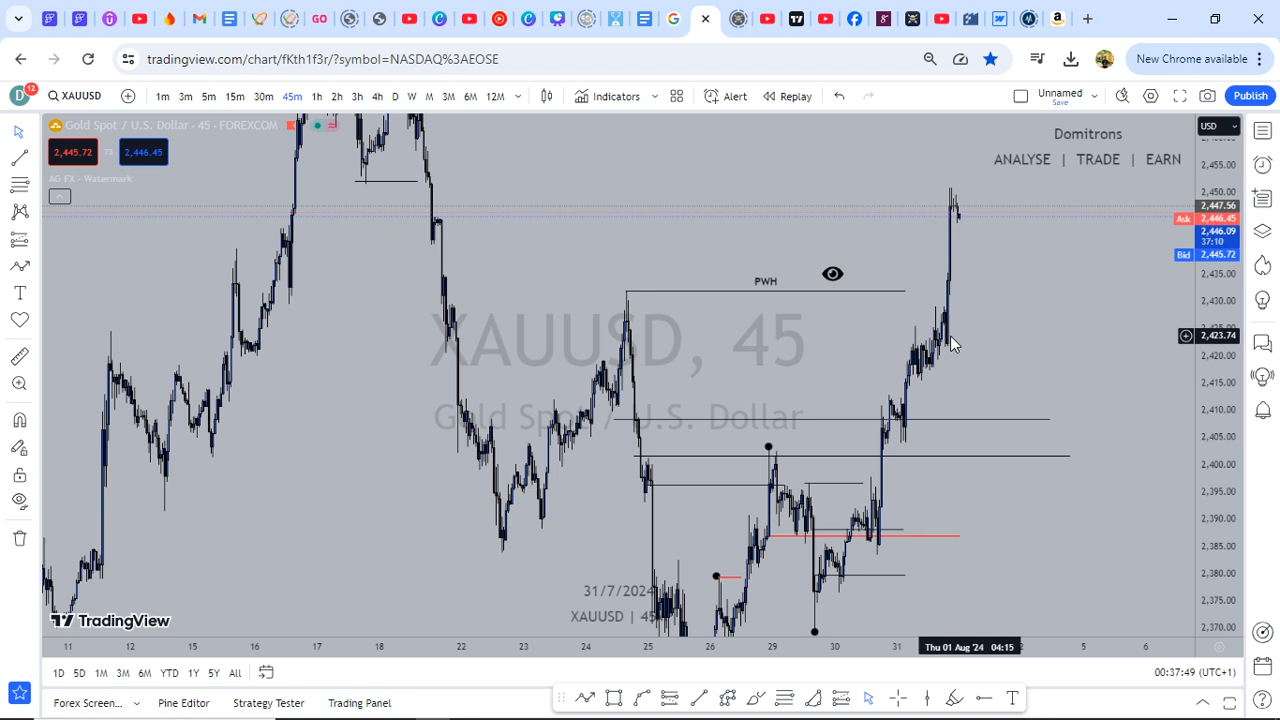 tradingview.com/chart/fKth1f3r/?symbol=NASDAQ%3AEOSE
New Chrome available
D 12 XAUUSD 1m 3m 5m 15m 30m 45m 1h 2h 3h 4h D W M 3M 6M 12M Indicators Alert Replay Unnamed Save Publish
Gold Spot / U.S. Dollar · 45 · FOREXCOM
USD
2,445.72 73 2,446.45
AG FX - Watermark
Domitrons
ANALYSE | TRADE | EARN
2,455.00
2,450.00
2,447.56
Ask 2,446.45
2,446.09
37:10
Bid 2,445.72
2,435.00
PWH
2,430.00
2,423.74
XAUUSD, 45
2,420.00
2,415.00
Gold Spot / U.S. Dollar
2,410.00
2,405.00
2,400.00
2,395.00
2,390.00
2,385.00
2,380.00
2,375.00
31/7/2024
XAUUSD | 45
TradingView
2,370.00
11 12 15 16 17 18 22 23 24 25 26 29 30 31 Thu 01 Aug '24 04:15 2 5 6
1D 5D 1M 3M 6M YTD 1Y 5Y All
00:37:49 (UTC+1)
Forex Screen... Pine Editor Strategy Tester Trading Panel